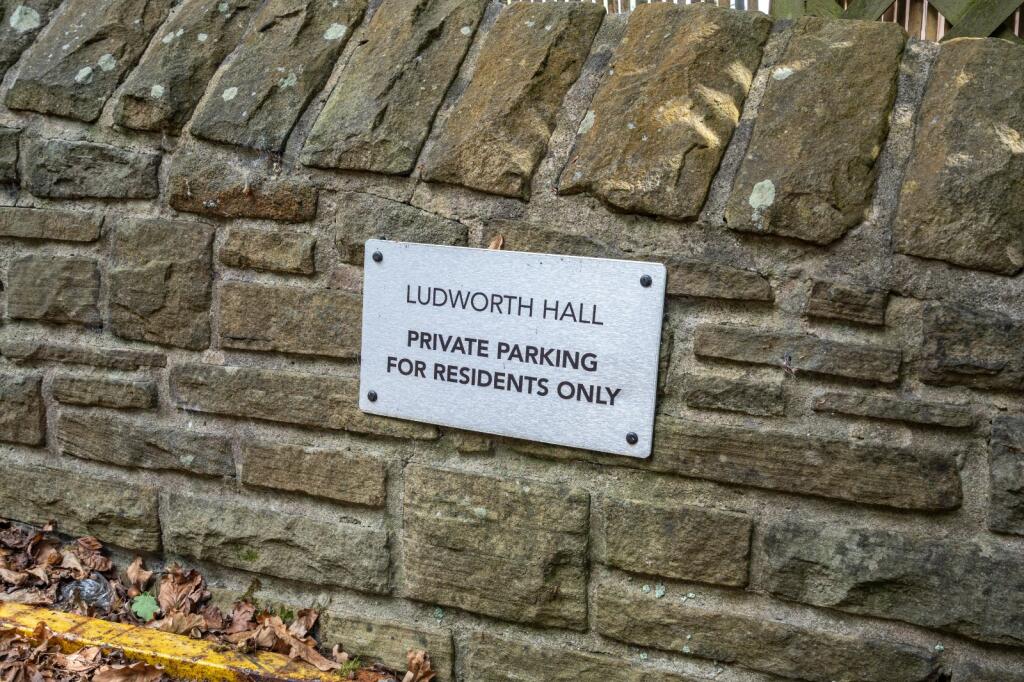 LUDWORTH HALL
PRIVATE PARKING
FOR RESIDENTS ONLY